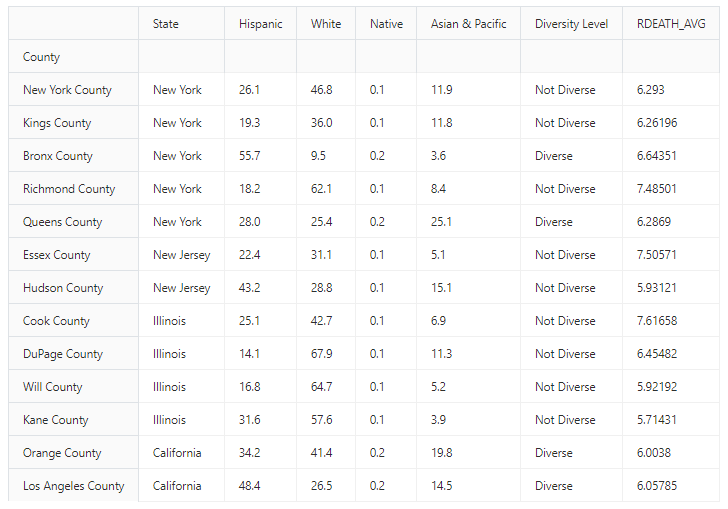 State Hispanic White Native Asian & Pacific Diversity Level RDEATH_AVG
County
New York County New York 26.1 46.8 0.1 11.9 Not Diverse 6.293
Kings County New York 19.3 36.0 0.1 11.8 Not Diverse 6.26196
Bronx County New York 55.7 9.5 0.2 3.6 Diverse 6.64351
Richmond County New York 18.2 62.1 0.1 8.4 Not Diverse 7.48501
Queens County New York 28.0 25.4 0.2 25.1 Diverse 6.2869
Essex County New Jersey 22.4 31.1 0.1 5.1 Not Diverse 7.50571
Hudson County New Jersey 43.2 28.8 0.1 15.1 Not Diverse 5.93121
Cook County Illinois 25.1 42.7 0.1 6.9 Not Diverse 7.61658
DuPage County Illinois 14.1 67.9 0.1 11.3 Not Diverse 6.45482
Will County Illinois 16.8 64.7 0.1 5.2 Not Diverse 5.92192
Kane County Illinois 31.6 57.6 0.1 3.9 Not Diverse 5.71431
Orange County California 34.2 41.4 0.2 19.8 Diverse 6.0038
Los Angeles County California 48.4 26.5 0.2 14.5 Diverse 6.05785